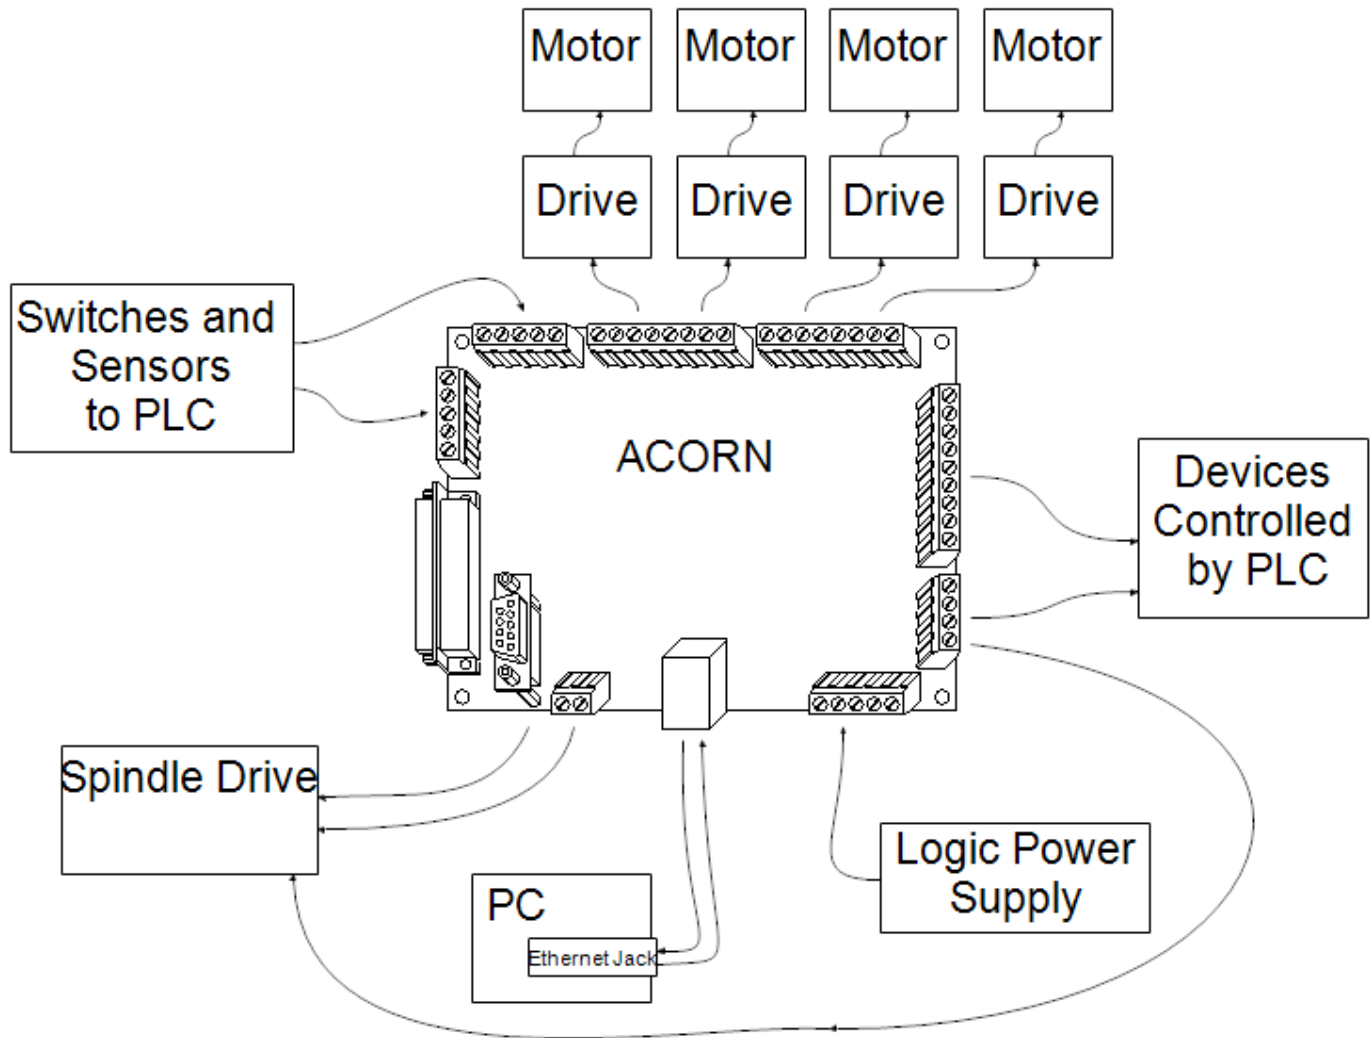 Motor
Motor
Motor
Motor
Drive
Drive
Drive
Drive
Switches and
Sensors
to PLC
ACORN
Devices
Controlled
by PLC
Spindle Drive
Logic Power
Supply
PC
Ethernet Jack